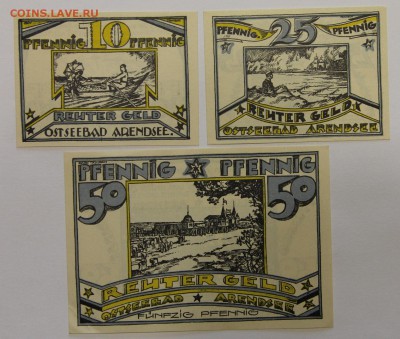 COINS.LAVE.RU
PFENNIG 10 PFENNIG
REUTER GELD
OSTSEEBAD ARENDSEE.
PFENNIG. 25 PFENNIG
REUTER GELD.
OSTSEEBAD ARENDSEE
PFENNIG PFENNIG
50 50
REUTER GELD
OSTSEEBAD ARENDSEE
FÜNFZIG PFENNIG